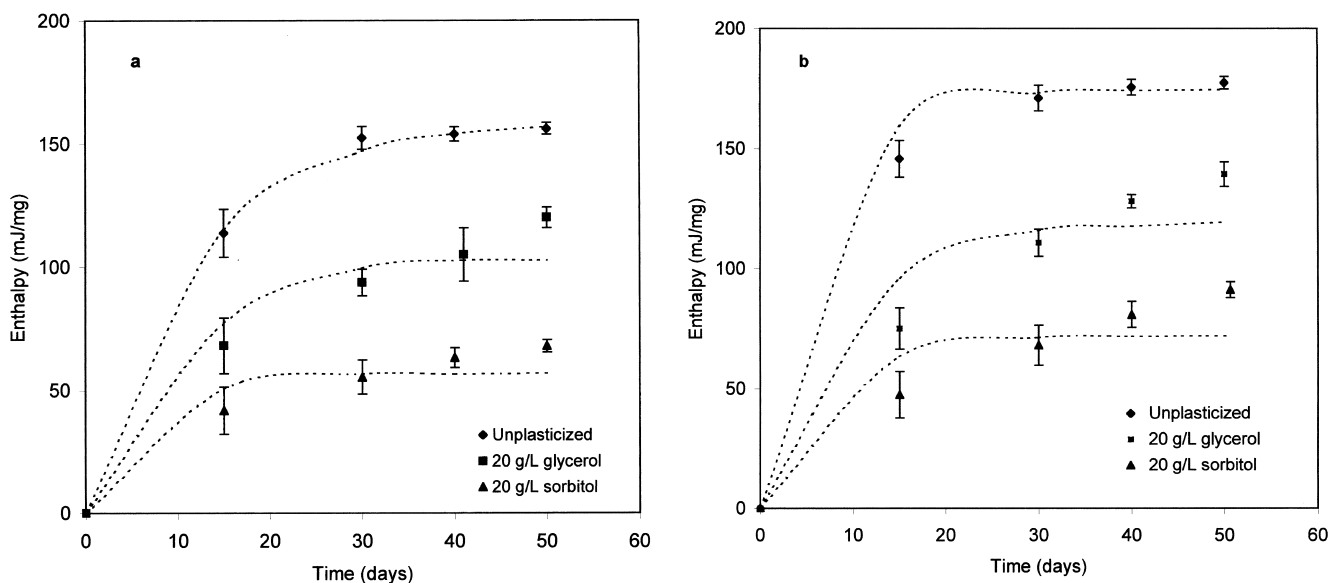 a
200
150
100
50
0
Enthalpy (mJ/mg)
0 10 20 30 40 50 60
Time (days)
Unplasticized
20 g/L glycerol
20 g/L sorbitol
b
200
150
100
50
0
Enthalpy (mJ/mg)
0 10 20 30 40 50 60
Time (days)
Unplasticized
20 g/L glycerol
20 g/L sorbitol